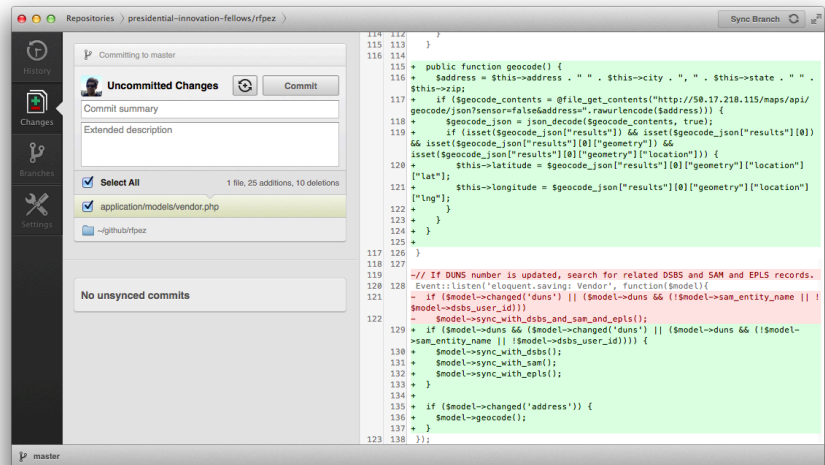 Repositories
presidential-innovation-fellows/rfpez
Sync Branch
History
Changes
Branches
Settings
Committing to master
Uncommitted Changes
Commit
Commit summary
Extended description
Select All
1 file, 25 additions, 10 deletions
application/models/vendor.php
~/github/rfpez
No unsynced commits
114 112 }
115 113 }
116 114
115 + public function geocode() {
116 + $address = $this->address . " " . $this->city . ", " . $this->state . " " .
$this->zip;
117 + if ($geocode_contents = @file_get_contents("http://50.17.218.115/maps/api/
geocode/json?sensor=false&address=".rawurlencode($address))) {
118 + $geocode_json = json_decode($geocode_contents, true);
119 + if (isset($geocode_json["results"]) && isset($geocode_json["results"][0])
&& isset($geocode_json["results"][0]["geometry"]) &&
isset($geocode_json["results"][0]["geometry"]["location"])) {
120 + $this->latitude = $geocode_json["results"][0]["geometry"]["location"]
["lat"];
121 + $this->longitude = $geocode_json["results"][0]["geometry"]["location"]
["lng"];
122 + }
123 + }
124 + }
125 +
117 126 }
118 127
119 -// If DUNS number is updated, search for related DSBS and SAM and EPLS records.
120 128 Event::listen('eloquent.saving: Vendor', function($model){
121 - if ($model->changed('duns') || ($model->duns && (!$model->sam_entity_name || !
$model->dsbs_user_id)))
122 - $model->sync_with_dsbs_and_sam_and_epls();
129 + if ($model->duns && ($model->changed('duns') || ($model->duns && (!$model-
>sam_entity_name || !$model->dsbs_user_id)))) {
130 + $model->sync_with_dsbs();
131 + $model->sync_with_sam();
132 + $model->sync_with_epls();
133 + }
134 +
135 + if ($model->changed('address')) {
136 + $model->geocode();
137 + }
123 138 });
master